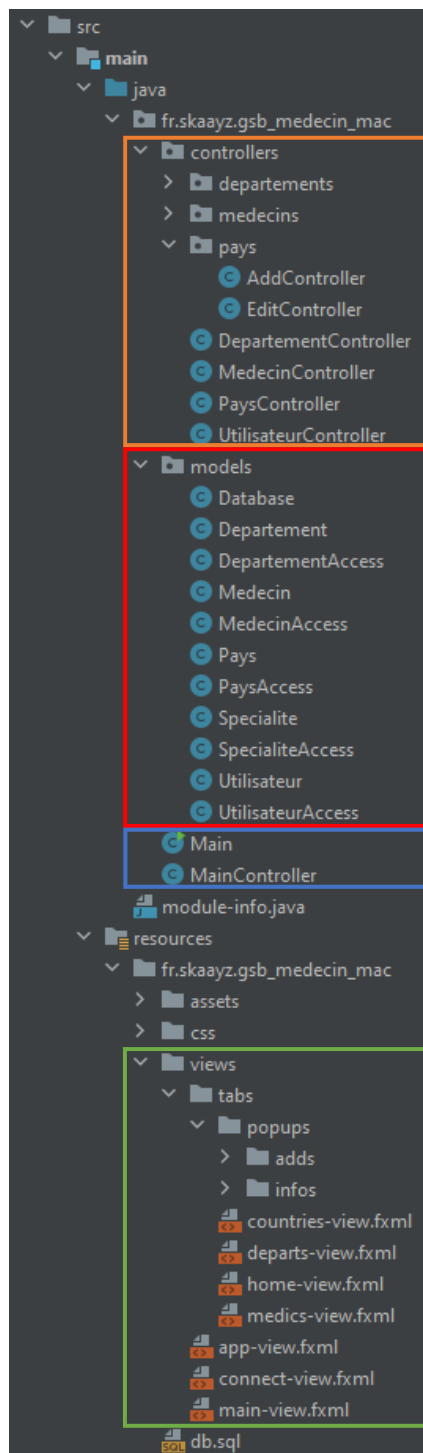 src
main
java
fr.skaayz.gsb_medecin_mac
controllers
departements
medecins
pays
AddController
EditController
DepartementController
MedecinController
PaysController
UtilisateurController
models
Database
Departement
DepartementAccess
Medecin
MedecinAccess
Pays
PaysAccess
Specialite
SpecialiteAccess
Utilisateur
UtilisateurAccess
Main
MainController
module-info.java
resources
fr.skaayz.gsb_medecin_mac
assets
css
views
tabs
popups
adds
infos
countries-view.fxml
departs-view.fxml
home-view.fxml
medics-view.fxml
app-view.fxml
connect-view.fxml
main-view.fxml
db.sql